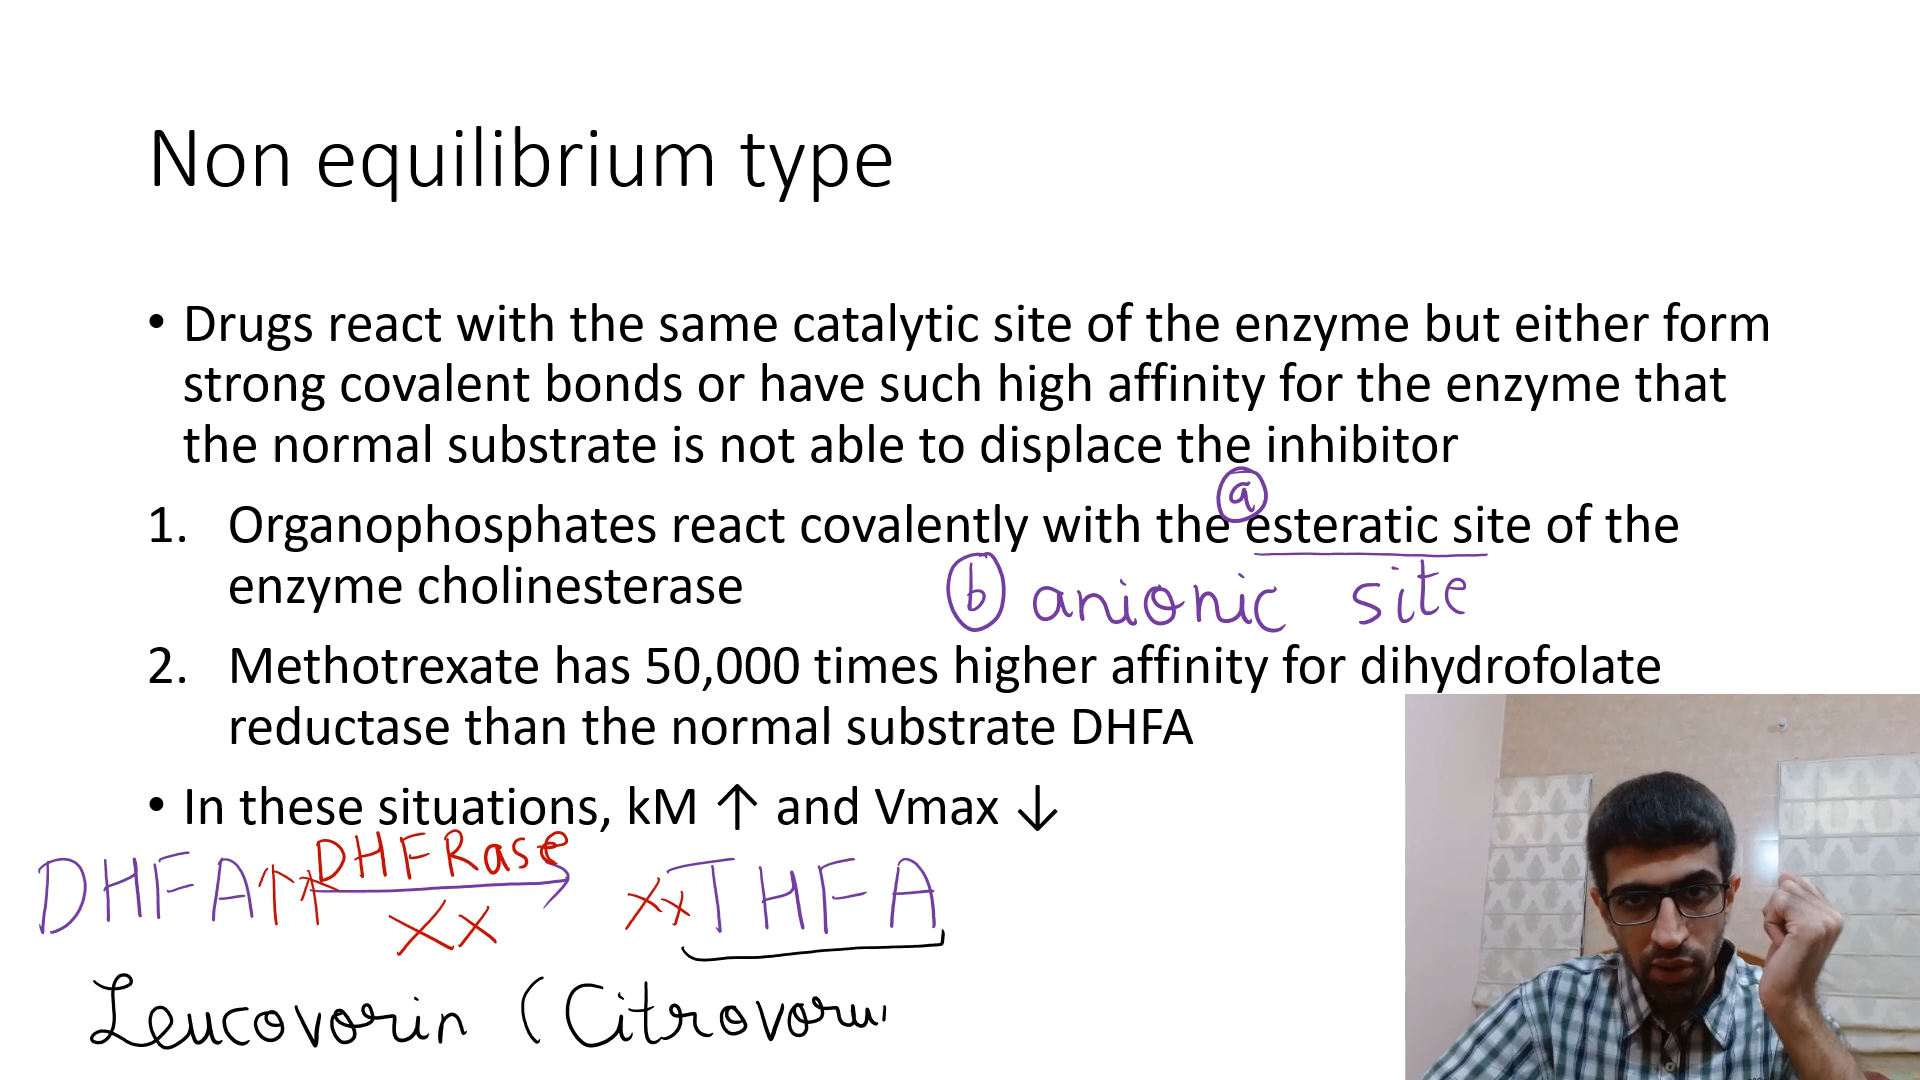 Non equilibrium type
• Drugs react with the same catalytic site of the enzyme but either form
strong covalent bonds or have such high affinity for the enzyme that
the normal substrate is not able to displace the inhibitor
a
1. Organophosphates react covalently with the esteratic site of the
enzyme cholinesterase
b anionic site
2. Methotrexate has 50,000 times higher affinity for dihydrofolate
reductase than the normal substrate DHFA
• In these situations, kM ↑ and Vmax ↓
DHFRase
DHFA↑↑ → xxTHFA
xx
Leucovorin (Citrovoru